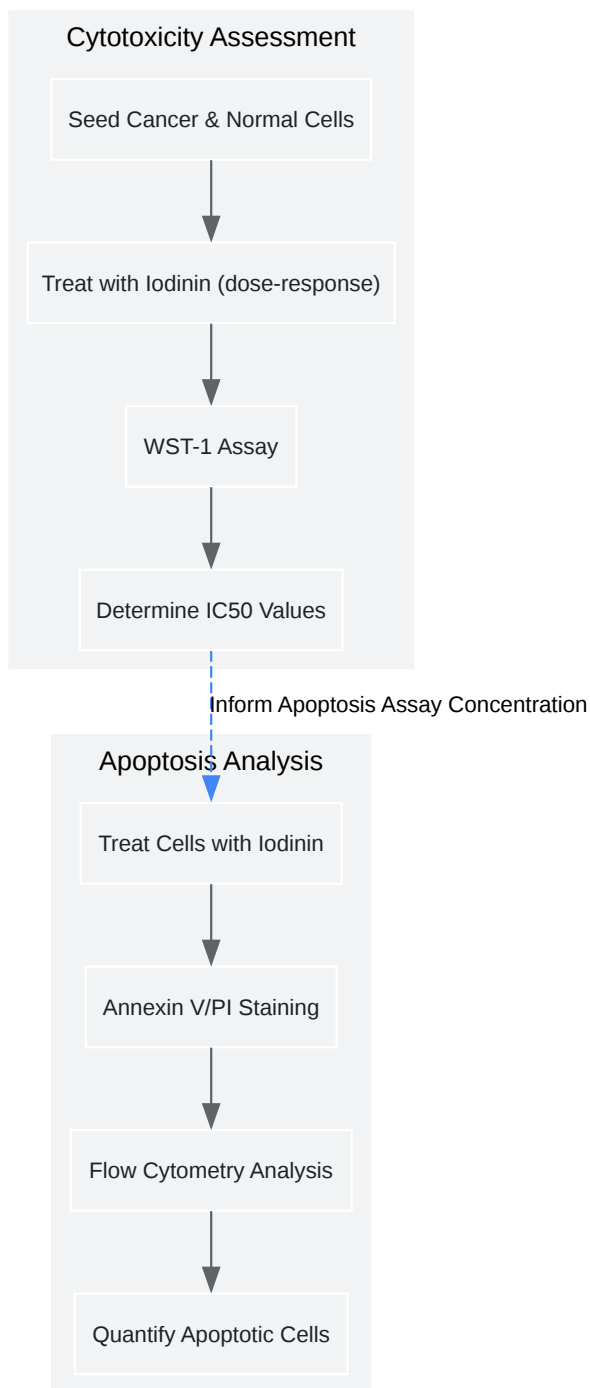 Cytotoxicity Assessment
Seed Cancer & Normal Cells
Treat with Iodinin (dose-response)
WST-1 Assay
Determine IC50 Values
Inform Apoptosis Assay Concentration
Apoptosis Analysis
Treat Cells with Iodinin
Annexin V/PI Staining
Flow Cytometry Analysis
Quantify Apoptotic Cells